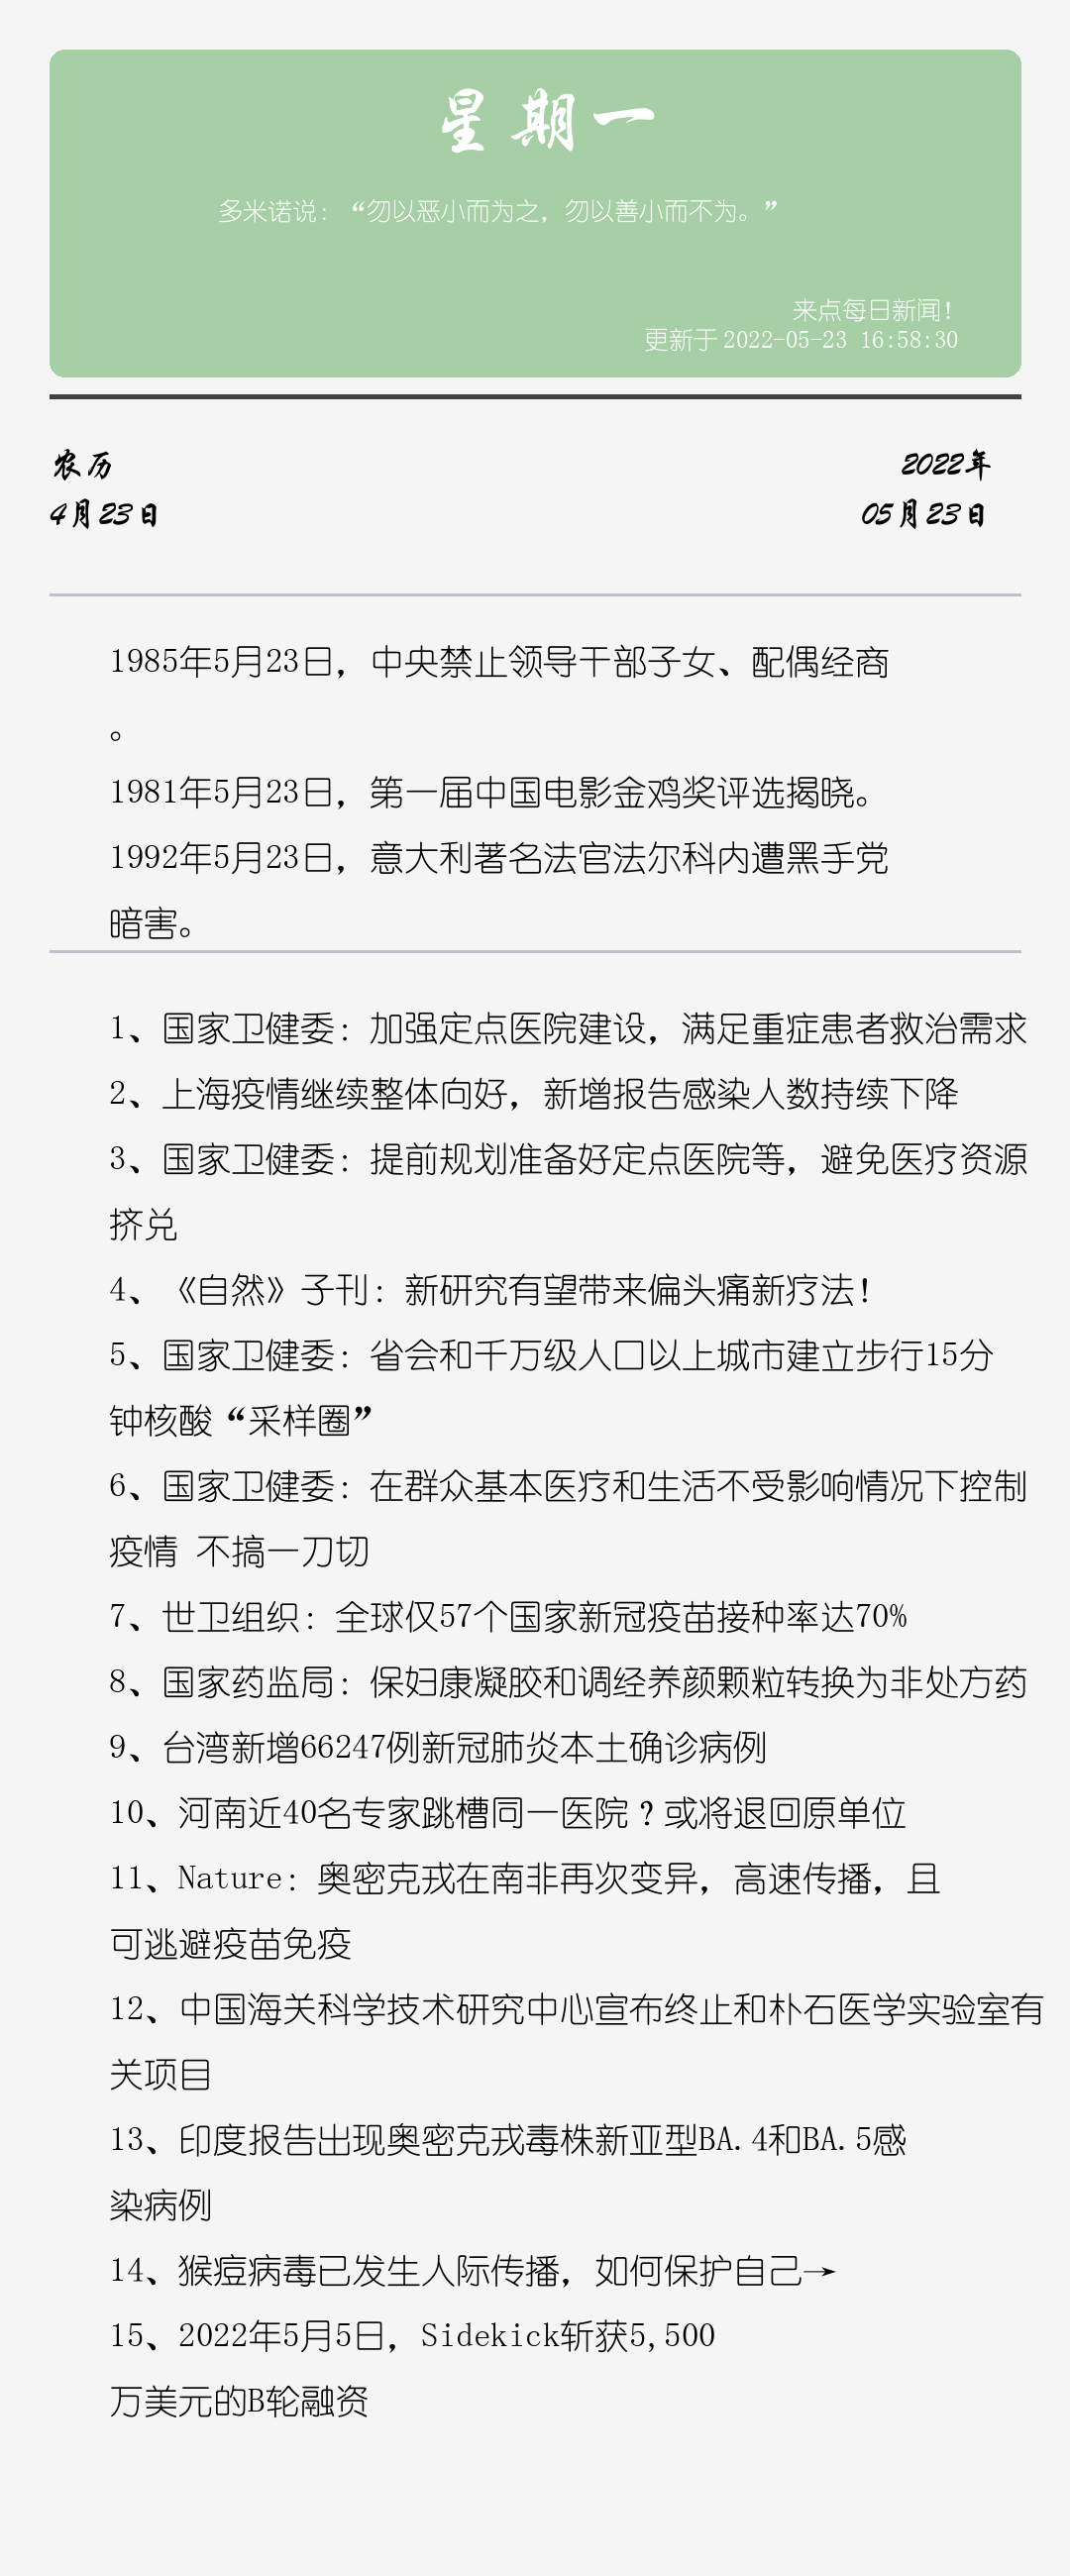 星期一
多米诺说：“勿以恶小而为之，勿以善小而不为。”
来点每日新闻！
更新于 2022-05-23 16:58:30
农历
2022年
4月23日
05月23日
1985年5月23日，中央禁止领导干部子女、配偶经商
。
1981年5月23日，第一届中国电影金鸡奖评选揭晓。
1992年5月23日，意大利著名法官法尔科内遭黑手党
暗害。
1、国家卫健委：加强定点医院建设，满足重症患者救治需求
2、上海疫情继续整体向好，新增报告感染人数持续下降
3、国家卫健委：提前规划准备好定点医院等，避免医疗资源
挤兑
4、《自然》子刊：新研究有望带来偏头痛新疗法！
5、国家卫健委：省会和千万级人口以上城市建立步行15分
钟核酸“采样圈”
6、国家卫健委：在群众基本医疗和生活不受影响情况下控制
疫情 不搞一刀切
7、世卫组织：全球仅57个国家新冠疫苗接种率达70%
8、国家药监局：保妇康凝胶和调经养颜颗粒转换为非处方药
9、台湾新增66247例新冠肺炎本土确诊病例
10、河南近40名专家跳槽同一医院？或将退回原单位
11、Nature：奥密克戎在南非再次变异，高速传播，且
可逃避疫苗免疫
12、中国海关科学技术研究中心宣布终止和朴石医学实验室有
关项目
13、印度报告出现奥密克戎毒株新亚型BA.4和BA.5感
染病例
14、猴痘病毒已发生人际传播，如何保护自己→
15、2022年5月5日，Sidekick斩获5,500
万美元的B轮融资